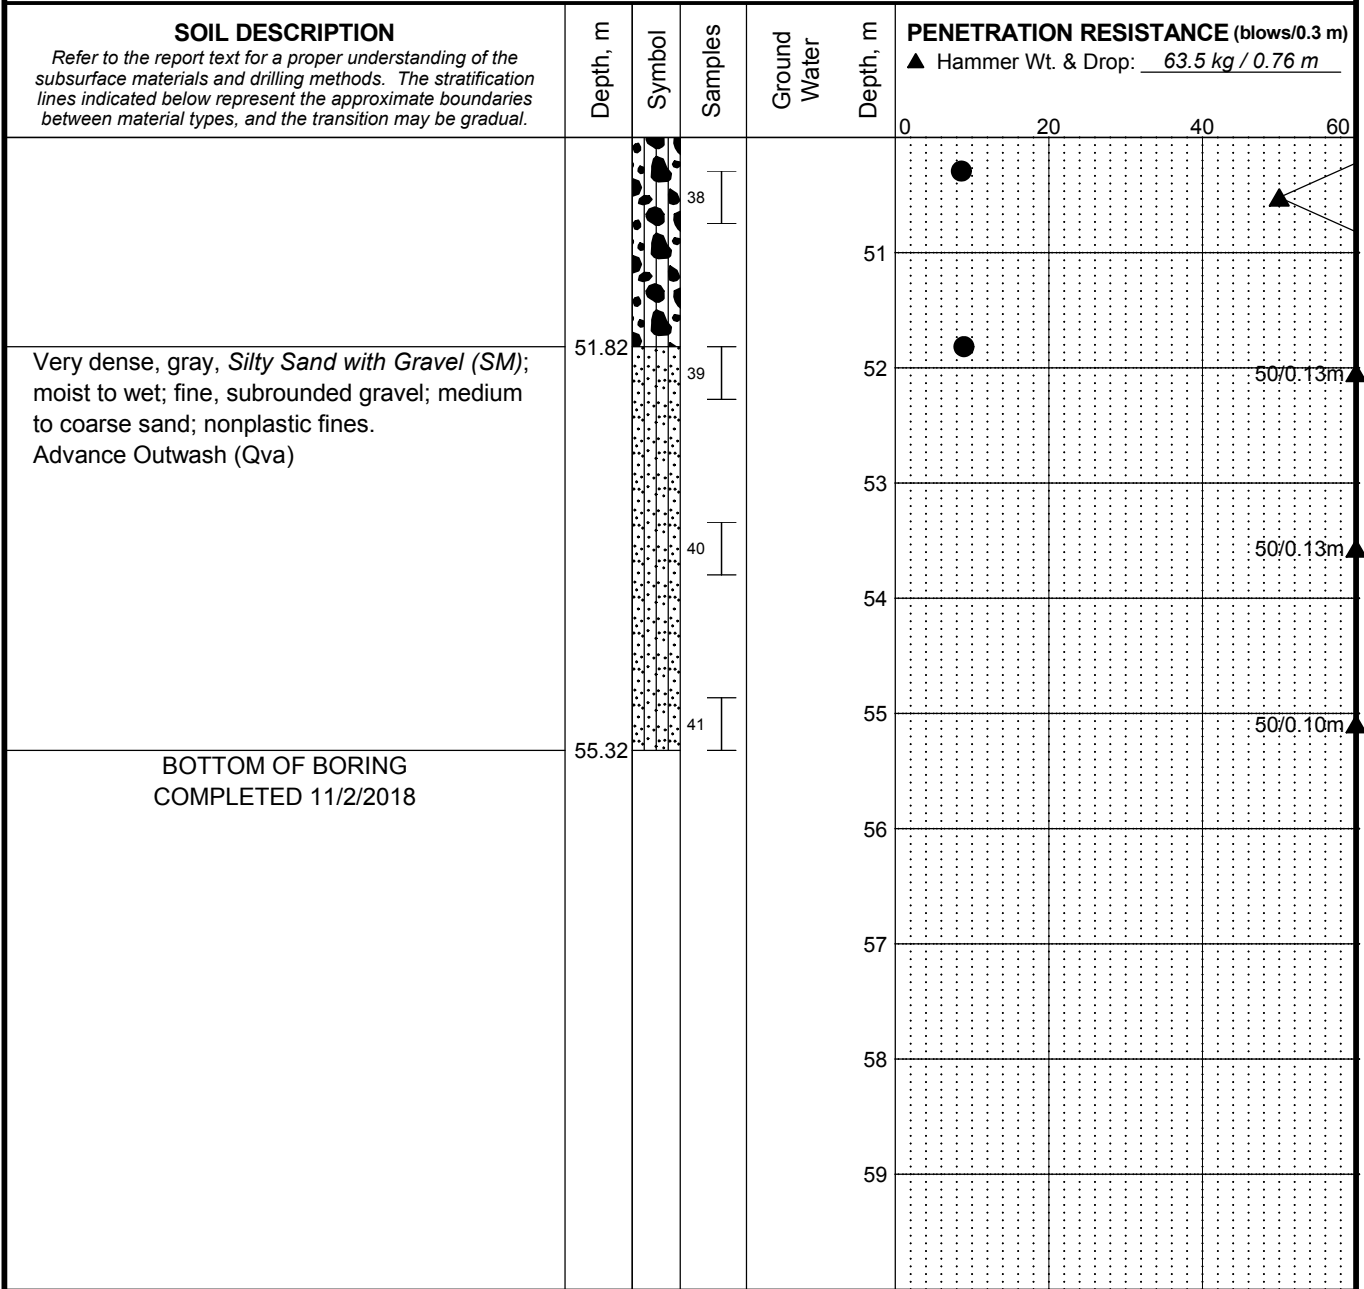 SOIL DESCRIPTION
Refer to the report text for a proper understanding of the
subsurface materials and drilling methods. The stratification
lines indicated below represent the approximate boundaries
between material types, and the transition may be gradual.
Depth, m
Symbol
Samples
Ground
Water
Depth, m
PENETRATION RESISTANCE (blows/0.3 m)
▲ Hammer Wt. & Drop: 63.5 kg / 0.76 m
0 20 40 60
38
51
51.82
Very dense, gray, Silty Sand with Gravel (SM);
moist to wet; fine, subrounded gravel; medium
to coarse sand; nonplastic fines.
Advance Outwash (Qva)
39
52
50/0.13m
53
40
50/0.13m
54
41
55
50/0.10m
55.32
BOTTOM OF BORING
COMPLETED 11/2/2018
56
57
58
59